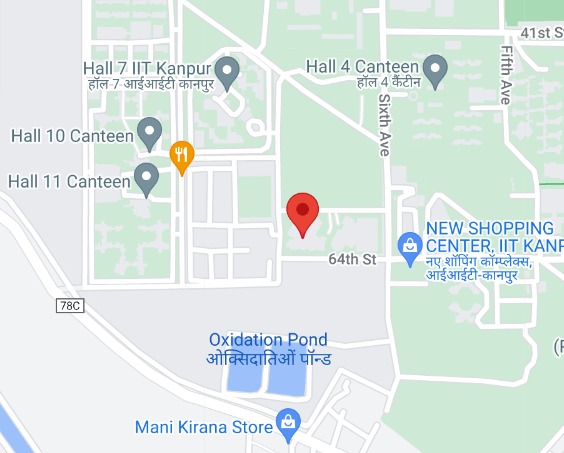 41st S
Hall 7 IIT Kanpur
हॉल 7 आईआईटी कानपुर
Hall 4 Canteen
हॉल 4 कैंटीन
Fifth Ave
Sixth Ave
Hall 10 Canteen
Hall 11 Canteen
NEW SHOPPING
CENTER, IIT KANP
नए शॉपिंग कॉम्प्लेक्स,
आईआईटी-कानपुर
64th St
78C
Oxidation Pond
ओक्सिदातिओं पॉन्ड
(F
Mani Kirana Store